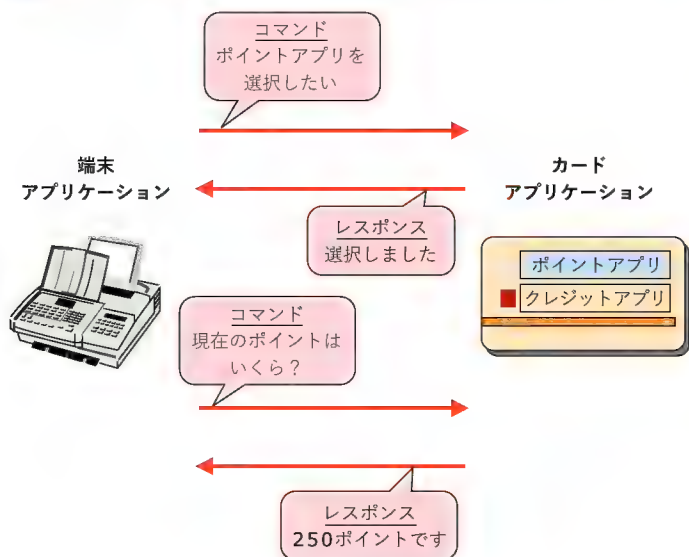 コマンド
ポイントアプリを
選択したい
端末
アプリケーション
カード
アプリケーション
レスポンス
選択しました
ポイントアプリ
クレジットアプリ
コマンド
現在のポイントは
いくら？
レスポンス
250ポイントです